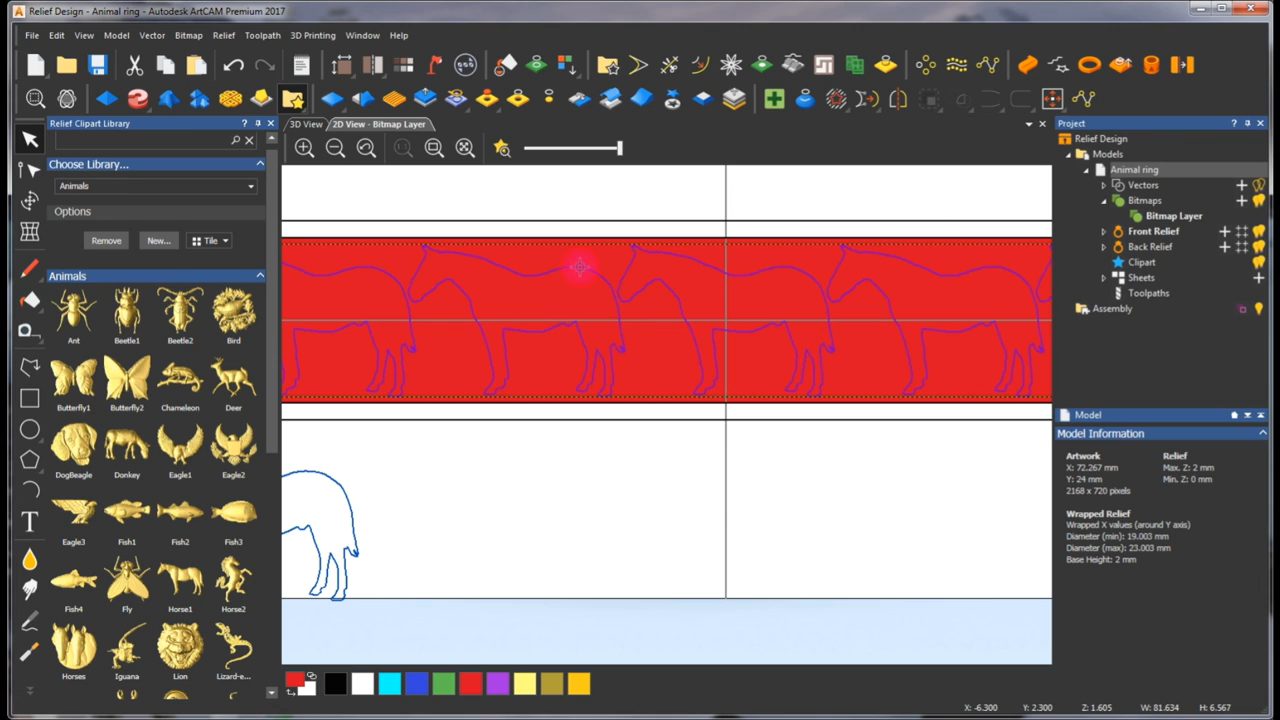 Relief Design - Animal ring - Autodesk ArtCAM Premium 2017
File Edit View Model Vector Bitmap Relief Toolpath 3D Printing Window Help
Relief Clipart Library
Choose Library...
Animals
Options
Remove New... Tile
Animals
Ant Beetle1 Beetle2 Bird
Butterfly1 Butterfly2 Chameleon Deer
DogBeagle Donkey Eagle1 Eagle2
Eagle3 Fish1 Fish2 Fish3
Fish4 Fly Horse1 Horse2
Horses Iguana Lion Lizard-e...
3D View 2D View - Bitmap Layer
Project
Relief Design
Models
Animal ring
Vectors
Bitmaps
Bitmap Layer
Front Relief
Back Relief
Clipart
Sheets
Toolpaths
Assembly
Model
Model Information
Artwork Relief
X: 72.267 mm Max. Z: 2 mm
Y: 24 mm Min. Z: 0 mm
2168 x 720 pixels
Wrapped Relief
Wrapped X values (around Y axis)
Diameter (min): 19.003 mm
Diameter (max): 23.003 mm
Base Height: 2 mm
X: -6.300 Y: 2.300 Z: 1.605 W: 81.634 H: 6.567